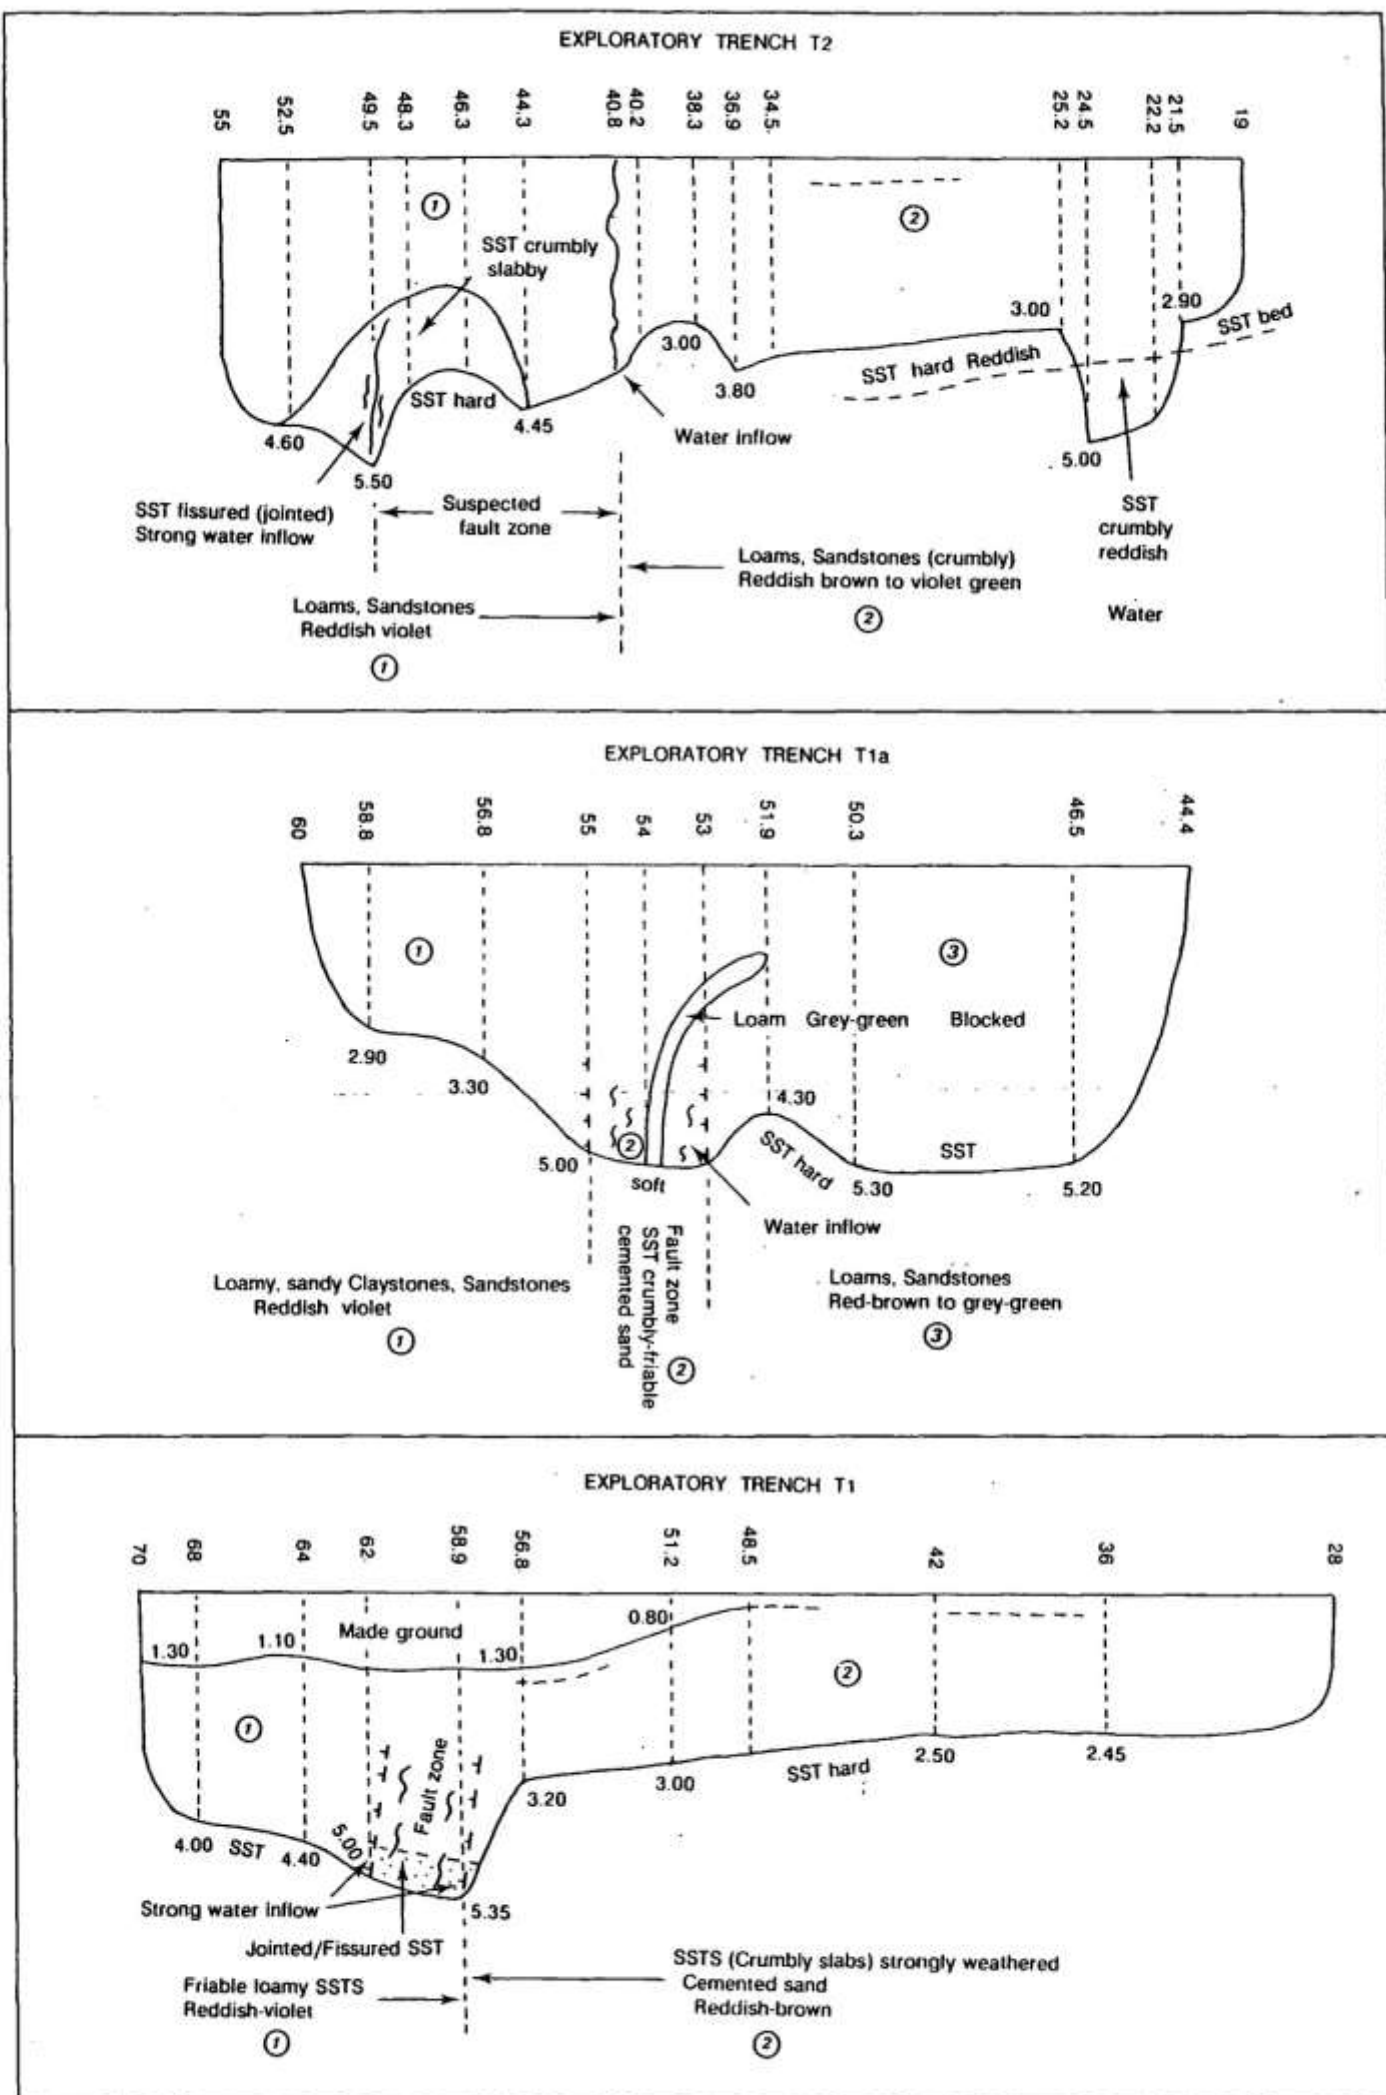 EXPLORATORY TRENCH T2
55
52.5
49.5
48.3
46.3
44.3
40.8
40.2
38.3
36.9
34.5
25.2
24.5
22.2
21.5
19
1
2
SST crumbly
slabby
3.00
2.90
SST bed
3.00
SST hard Reddish
3.80
SST hard
4.60
4.45
Water inflow
5.50
5.00
SST fissured (jointed)
Strong water inflow
Suspected
fault zone
SST
crumbly
reddish
Loams, Sandstones (crumbly)
Reddish brown to violet green
2
Water
Loams, Sandstones
Reddish violet
1
EXPLORATORY TRENCH T1a
60
58.8
56.8
55
54
53
51.9
50.3
46.5
44.4
1
3
Loam Grey-green Blocked
2.90
3.30
4.30
2
5.00
soft
SST hard
SST
5.30
5.20
Water inflow
Fault zone
SST crumbly-friable
cemented sand
2
Loamy, sandy Claystones, Sandstones
Reddish violet
1
Loams, Sandstones
Red-brown to grey-green
3
EXPLORATORY TRENCH T1
70
68
64
62
58.9
56.8
51.2
48.5
42
36
28
Made ground
1.30
1.10
1.30
0.80
1
2
Fault zone
4.00
SST
4.40
5.00
3.20
3.00
SST hard
2.50
2.45
Strong water inflow
5.35
Jointed/Fissured SST
Friable loamy SSTS
Reddish-violet
1
SSTS (Crumbly slabs) strongly weathered
Cemented sand
Reddish-brown
2